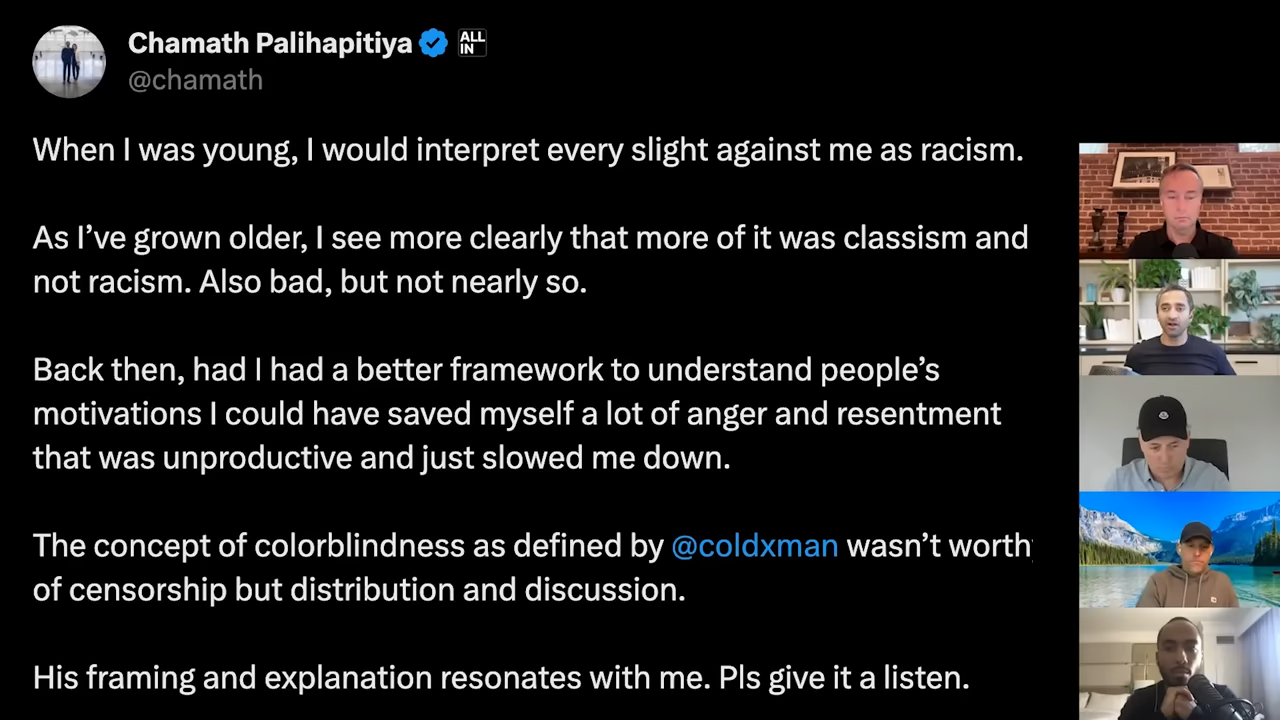 Chamath Palihapitiya ALL IN
@chamath
When I was young, I would interpret every slight against me as racism.
As I’ve grown older, I see more clearly that more of it was classism and
not racism. Also bad, but not nearly so.
Back then, had I had a better framework to understand people’s
motivations I could have saved myself a lot of anger and resentment
that was unproductive and just slowed me down.
The concept of colorblindness as defined by @coldxman wasn’t worthy
of censorship but distribution and discussion.
His framing and explanation resonates with me. Pls give it a listen.